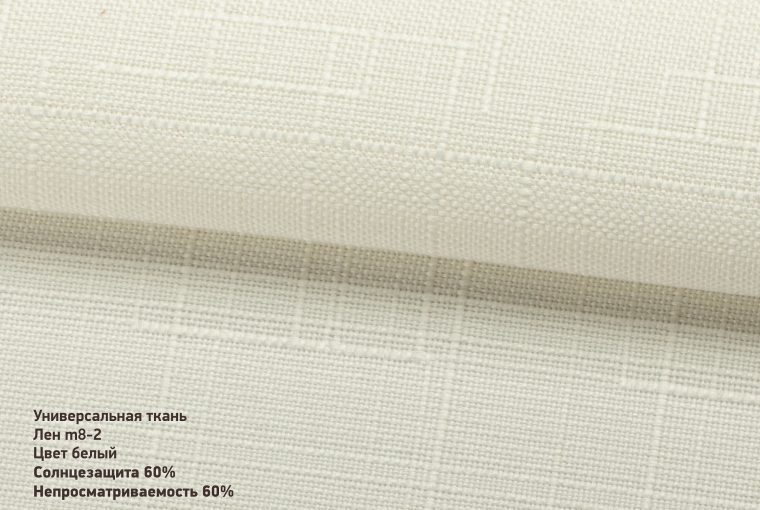 Универсальная ткань
Лен m8-2
Цвет белый
Солнцезащита 60%
Непросматриваемость 60%